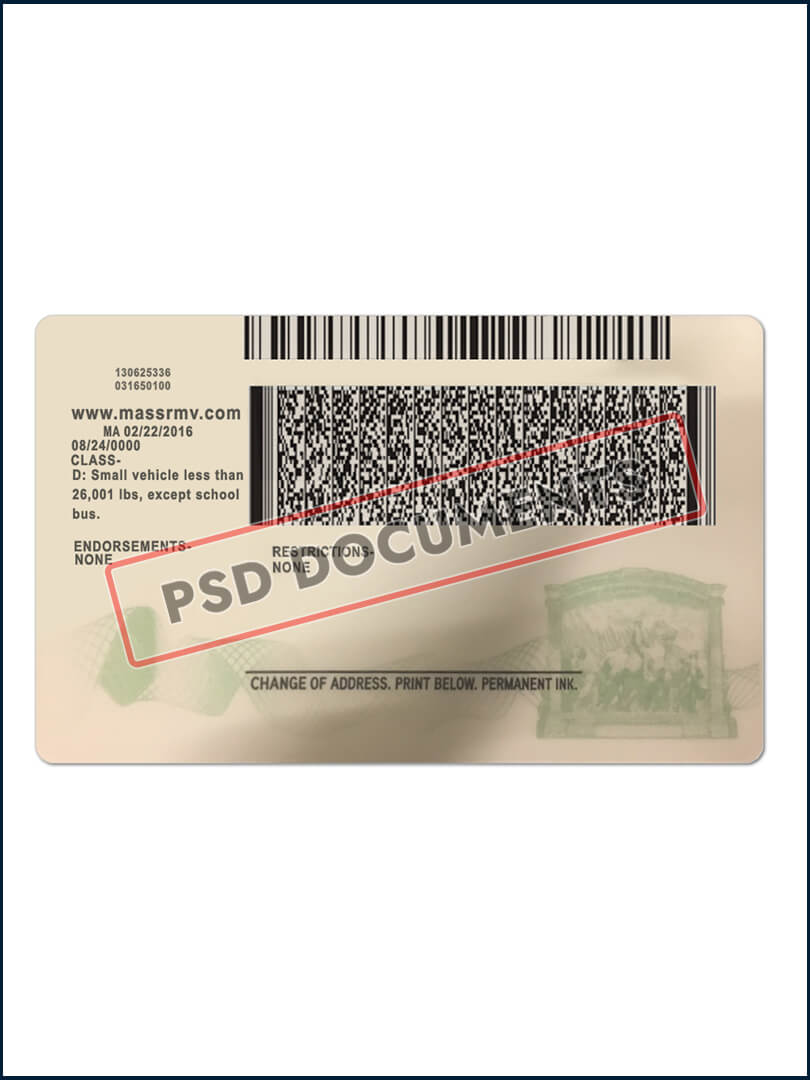 130625336
031650100
www.massrmv.com
MA 02/22/2016
08/24/0000
CLASS-
D: Small vehicle less than
26,001 lbs, except school
bus.
ENDORSEMENTS-
NONE
RESTRICTIONS-
NONE
PSD DOCUMENTS
CHANGE OF ADDRESS. PRINT BELOW. PERMANENT INK.